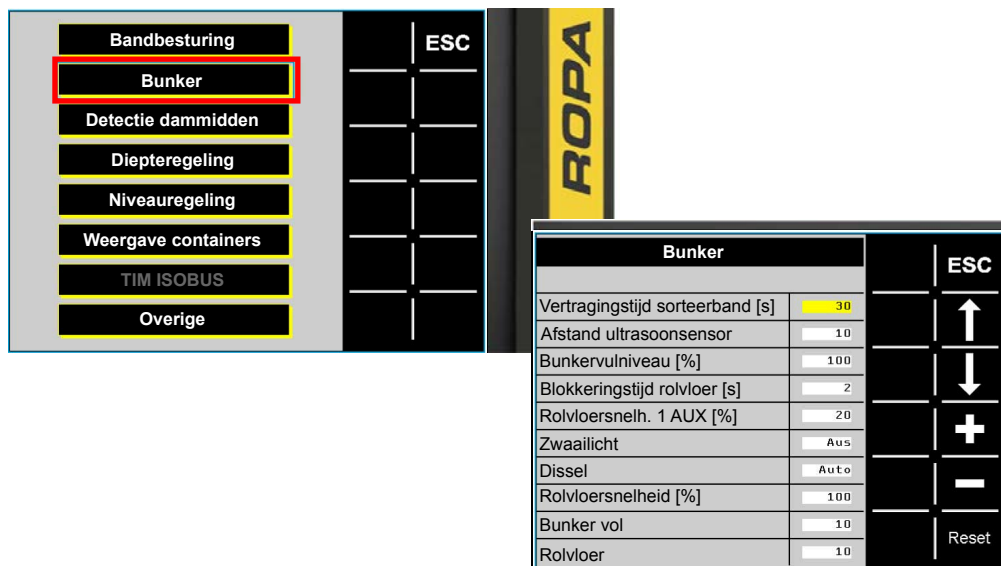 Bandbesturing
Bunker
Detectie dammidden
Diepteregeling
Niveauregeling
Weergave containers
TIM ISOBUS
Overige
ESC
ROPA
Bunker
Vertragingstijd sorteerband [s] 30
Afstand ultrasoonsensor 10
Bunkervulniveau [%] 100
Blokkeringstijd rolvloer [s] 2
Rolvloersnelh. 1 AUX [%] 20
Zwaailicht Aus
Dissel Auto
Rolvloersnelheid [%] 100
Bunker vol 10
Rolvloer 10
ESC
Reset